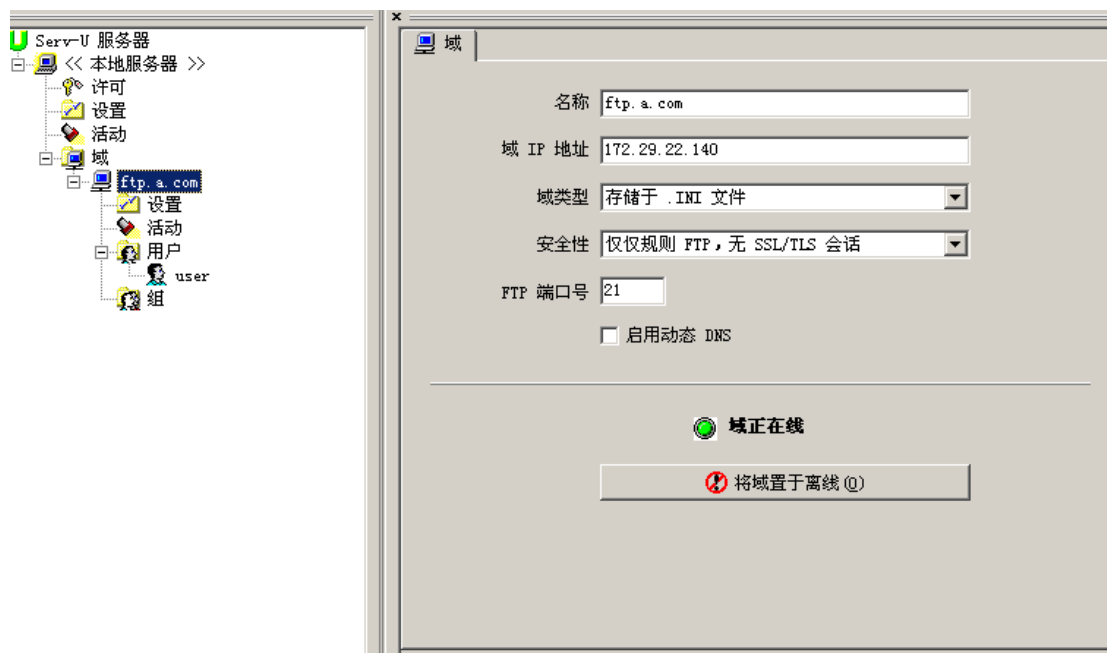 Serv-U 服务器
<< 本地服务器 >>
许可
设置
活动
域
ftp.a.com
设置
活动
用户
user
组
域
名称 ftp.a.com
域 IP 地址 172.29.22.140
域类型 存储于 .INI 文件
安全性 仅仅规则 FTP，无 SSL/TLS 会话
FTP 端口号 21
启用动态 DNS
域正在线
将域置于离线(O)